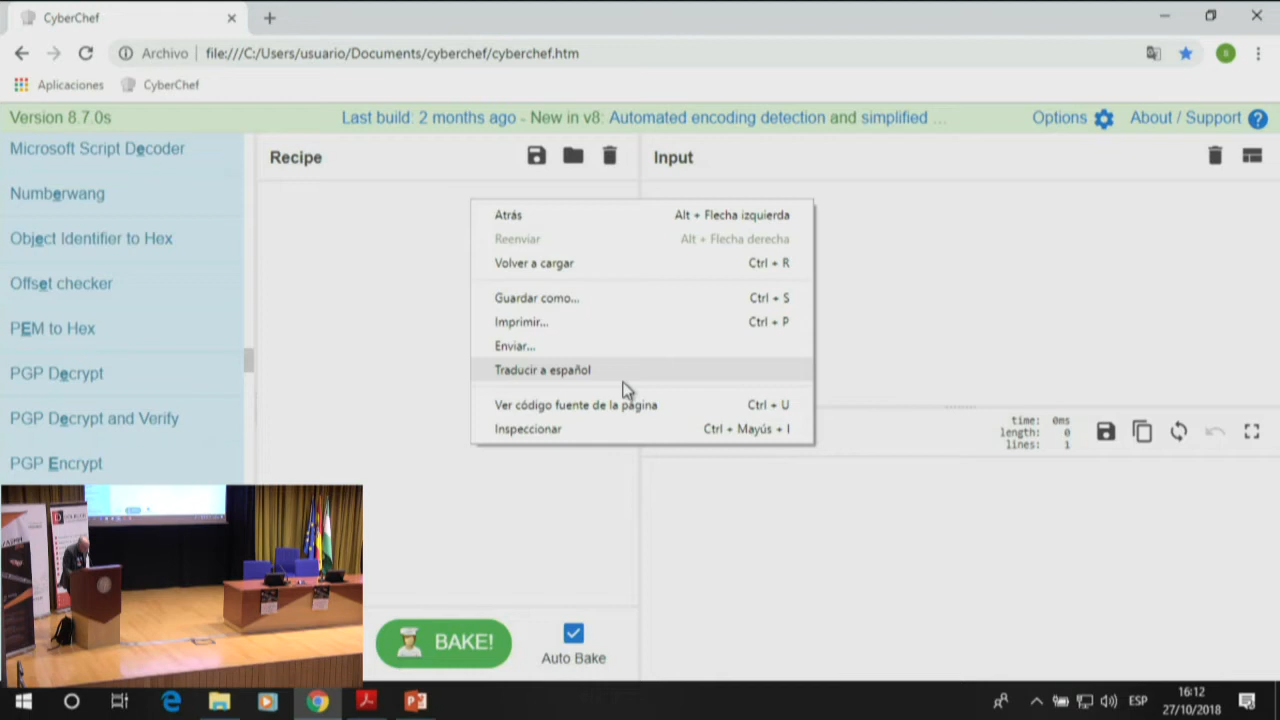 CyberChef
Archivo
file:///C:/Users/usuario/Documents/cyberchef/cyberchef.htm
Aplicaciones
CyberChef
Version 8.7.0s
Last build: 2 months ago - New in v8: Automated encoding detection and simplified ...
Options
About / Support
Microsoft Script Decoder
Numberwang
Object Identifier to Hex
Offset checker
PEM to Hex
PGP Decrypt
PGP Decrypt and Verify
PGP Encrypt
Recipe
Input
Atrás Alt + Flecha izquierda
Reenviar Alt + Flecha derecha
Volver a cargar Ctrl + R
Guardar como... Ctrl + S
Imprimir... Ctrl + P
Enviar...
Traducir a español
Ver código fuente de la página Ctrl + U
Inspeccionar Ctrl + Mayús + I
time: 0ms
length: 0
lines: 1
BAKE!
Auto Bake
ESP
16:12
27/10/2018